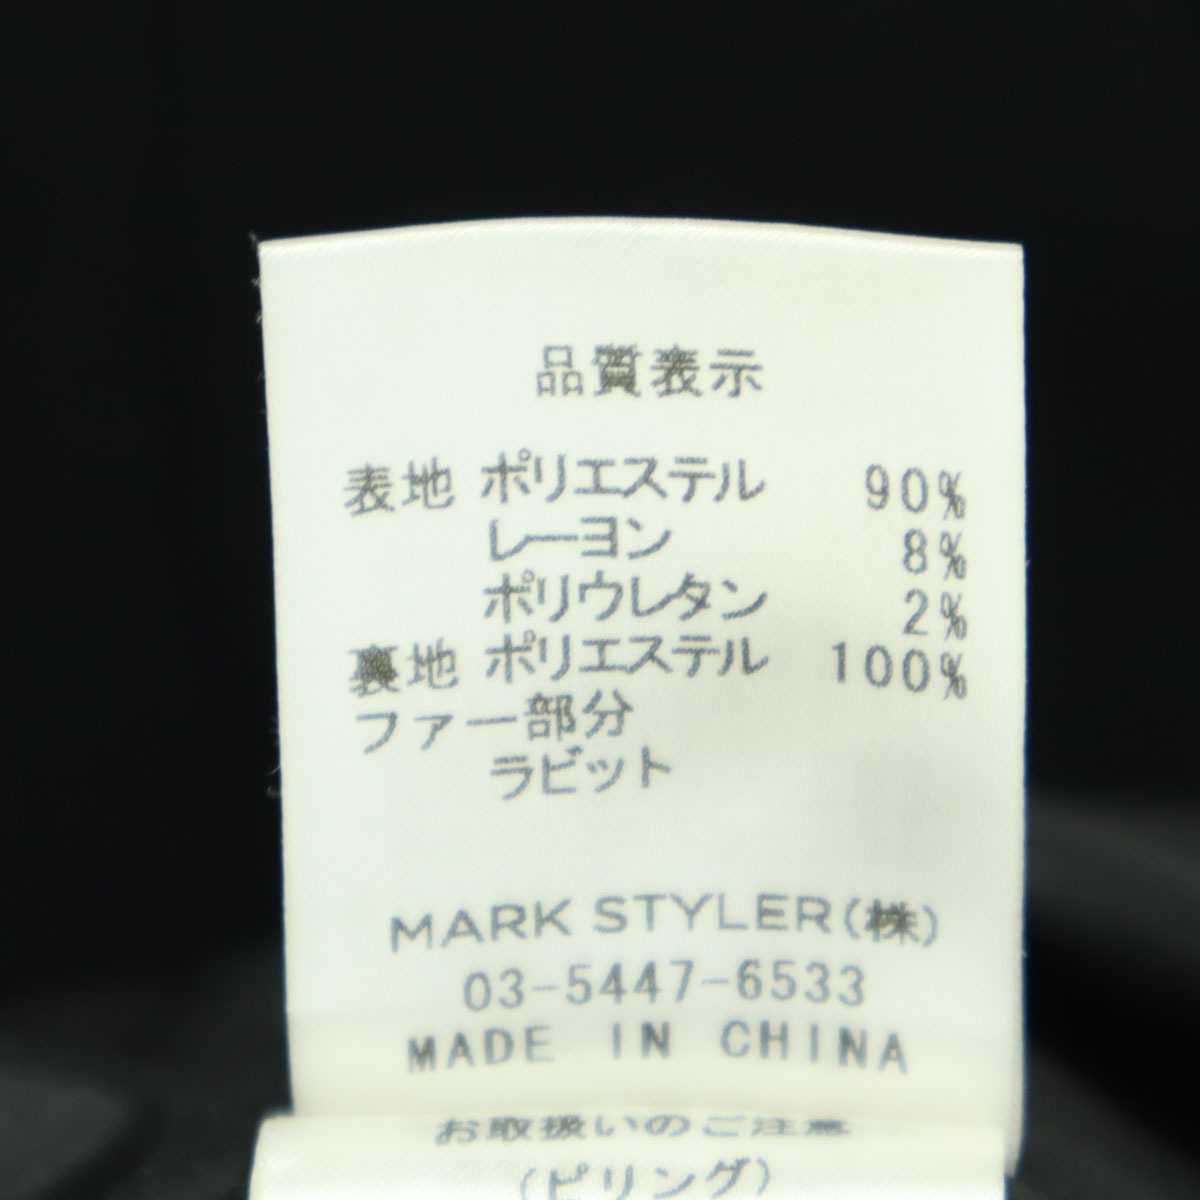 品質表示
表地 ポリエステル 90%
レーヨン 8%
ポリウレタン 2%
裏地 ポリエステル 100%
ファー部分
ラビット
MARK STYLER(株)
03-5447-6533
MADE IN CHINA
お取扱いのご注意
(ピリング)